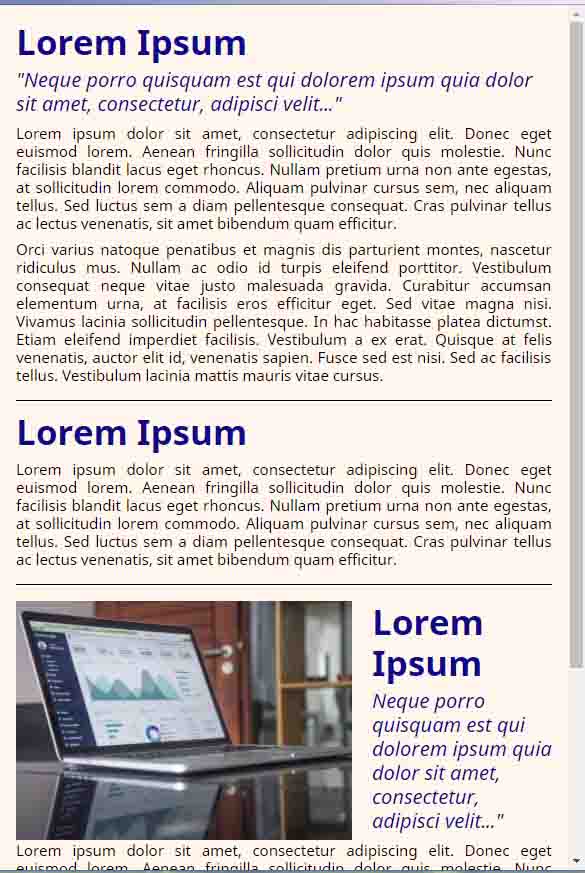 Lorem Ipsum
"Neque porro quisquam est qui dolorem ipsum quia dolor
sit amet, consectetur, adipisci velit..."
Lorem ipsum dolor sit amet, consectetur adipiscing elit. Donec eget
euismod lorem. Aenean fringilla sollicitudin dolor quis molestie. Nunc
facilisis blandit lacus eget rhoncus. Nullam pretium urna non ante egestas,
at sollicitudin lorem commodo. Aliquam pulvinar cursus sem, nec aliquam
tellus. Sed luctus sem a diam pellentesque consequat. Cras pulvinar tellus
ac lectus venenatis, sit amet bibendum quam efficitur.
Orci varius natoque penatibus et magnis dis parturient montes, nascetur
ridiculus mus. Nullam ac odio id turpis eleifend porttitor. Vestibulum
consequat neque vitae justo malesuada gravida. Curabitur accumsan
elementum urna, at facilisis eros efficitur eget. Sed vitae magna nisi.
Vivamus lacinia sollicitudin pellentesque. In hac habitasse platea dictumst.
Etiam eleifend imperdiet facilisis. Vestibulum a ex erat. Quisque at felis
venenatis, auctor elit id, venenatis sapien. Fusce sed est nisi. Sed ac facilisis
tellus. Vestibulum lacinia mattis mauris vitae cursus.
Lorem Ipsum
Lorem ipsum dolor sit amet, consectetur adipiscing elit. Donec eget
euismod lorem. Aenean fringilla sollicitudin dolor quis molestie. Nunc
facilisis blandit lacus eget rhoncus. Nullam pretium urna non ante egestas,
at sollicitudin lorem commodo. Aliquam pulvinar cursus sem, nec aliquam
tellus. Sed luctus sem a diam pellentesque consequat. Cras pulvinar tellus
ac lectus venenatis, sit amet bibendum quam efficitur.
Lorem
Ipsum
Neque porro
quisquam est qui
dolorem ipsum quia
dolor sit amet,
consectetur,
adipisci velit..."
Lorem ipsum dolor sit amet, consectetur adipiscing elit. Donec eget
euismod lorem. Aenean fringilla sollicitudin dolor quis molestie. Nunc